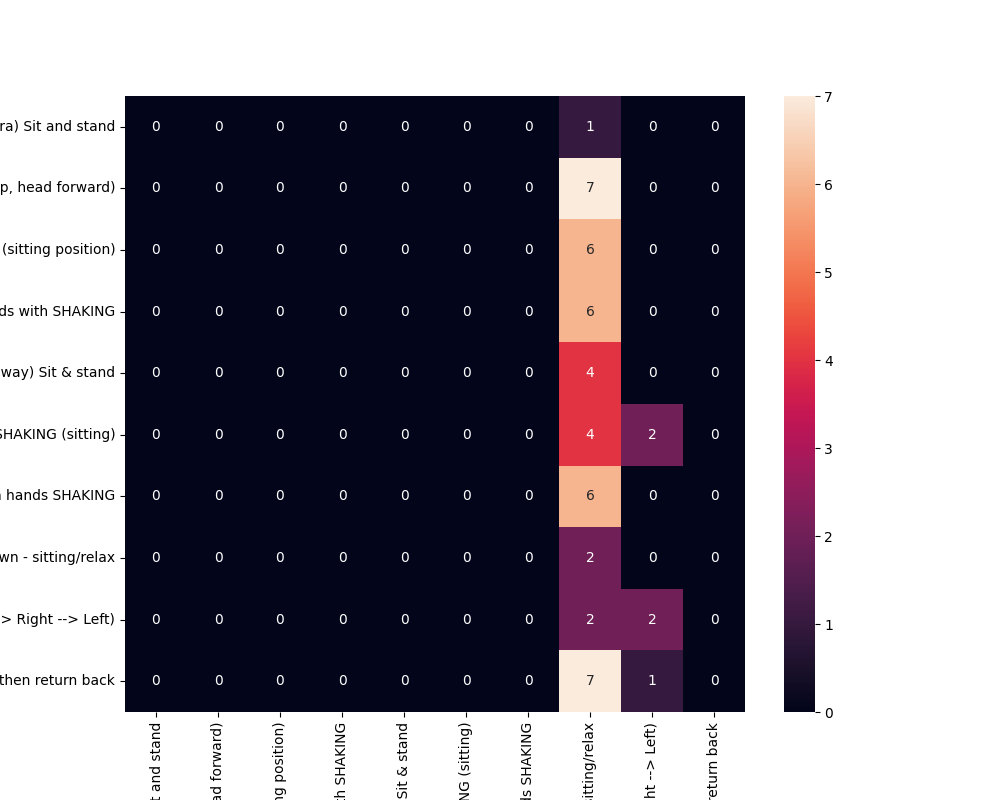 ra) Sit and stand 0 0 0 0 0 0 0 1 0 0
p, head forward) 0 0 0 0 0 0 0 7 0 0
(sitting position) 0 0 0 0 0 0 0 6 0 0
ds with SHAKING 0 0 0 0 0 0 0 6 0 0
way) Sit & stand 0 0 0 0 0 0 0 4 0 0
SHAKING (sitting) 0 0 0 0 0 0 0 4 2 0
hands SHAKING 0 0 0 0 0 0 0 6 0 0
wn - sitting/relax 0 0 0 0 0 0 0 2 0 0
> Right --> Left) 0 0 0 0 0 0 0 2 2 0
then return back 0 0 0 0 0 0 0 7 1 0
t and stand
ad forward)
ng position)
th SHAKING
Sit & stand
NG (sitting)
ds SHAKING
sitting/relax
ht --> Left)
return back
7
6
5
4
3
2
1
0